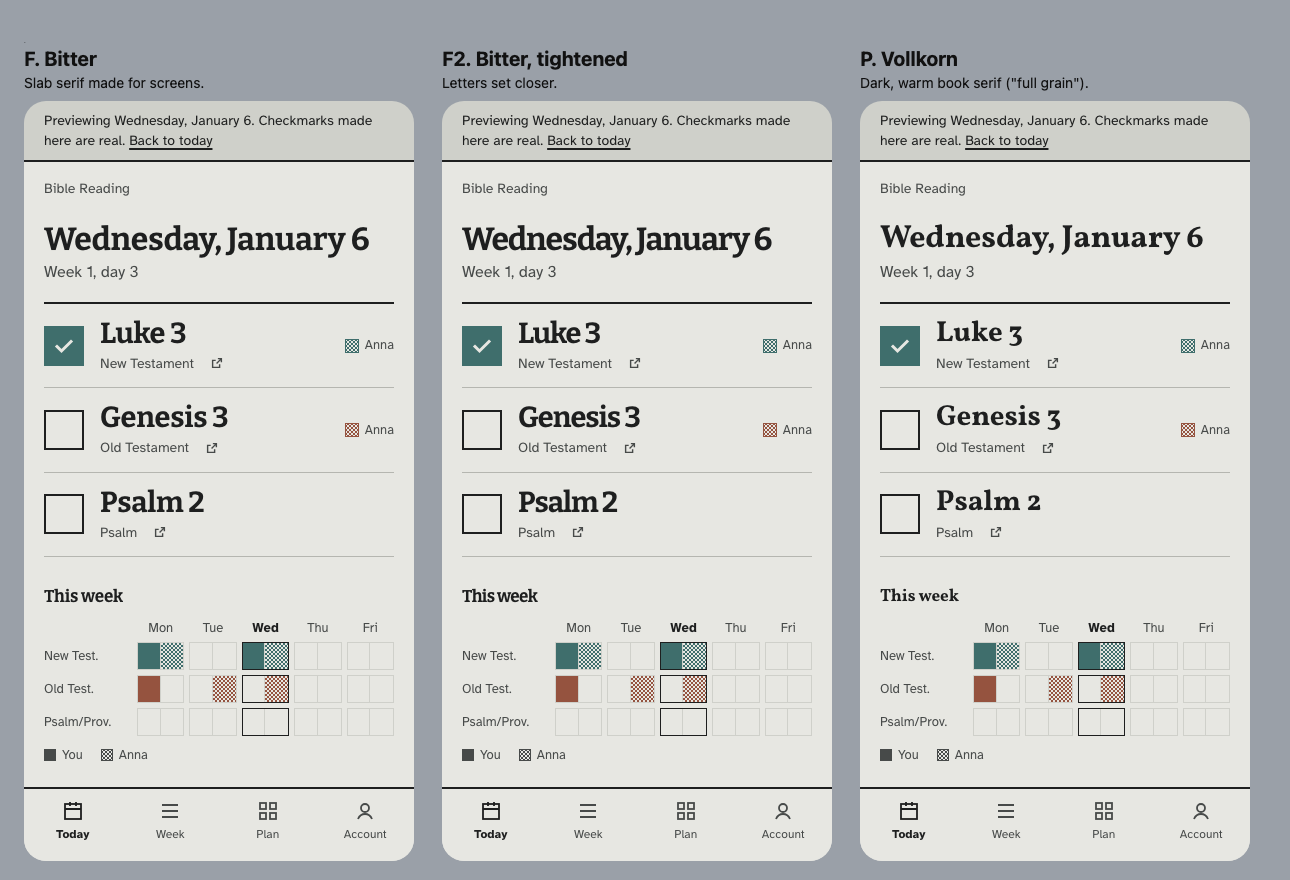 F. Bitter
Slab serif made for screens.
Previewing Wednesday, January 6. Checkmarks made
here are real. Back to today
Bible Reading
Wednesday, January 6
Week 1, day 3
Luke 3
New Testament
Anna
Genesis 3
Old Testament
Anna
Psalm 2
Psalm
This week
Mon Tue Wed Thu Fri
New Test.
Old Test.
Psalm/Prov.
You Anna
Today Week Plan Account
F2. Bitter, tightened
Letters set closer.
Previewing Wednesday, January 6. Checkmarks made
here are real. Back to today
Bible Reading
Wednesday, January 6
Week 1, day 3
Luke 3
New Testament
Anna
Genesis 3
Old Testament
Anna
Psalm 2
Psalm
This week
Mon Tue Wed Thu Fri
New Test.
Old Test.
Psalm/Prov.
You Anna
Today Week Plan Account
P. Vollkorn
Dark, warm book serif ("full grain").
Previewing Wednesday, January 6. Checkmarks made
here are real. Back to today
Bible Reading
Wednesday, January 6
Week 1, day 3
Luke 3
New Testament
Anna
Genesis 3
Old Testament
Anna
Psalm 2
Psalm
This week
Mon Tue Wed Thu Fri
New Test.
Old Test.
Psalm/Prov.
You Anna
Today Week Plan Account